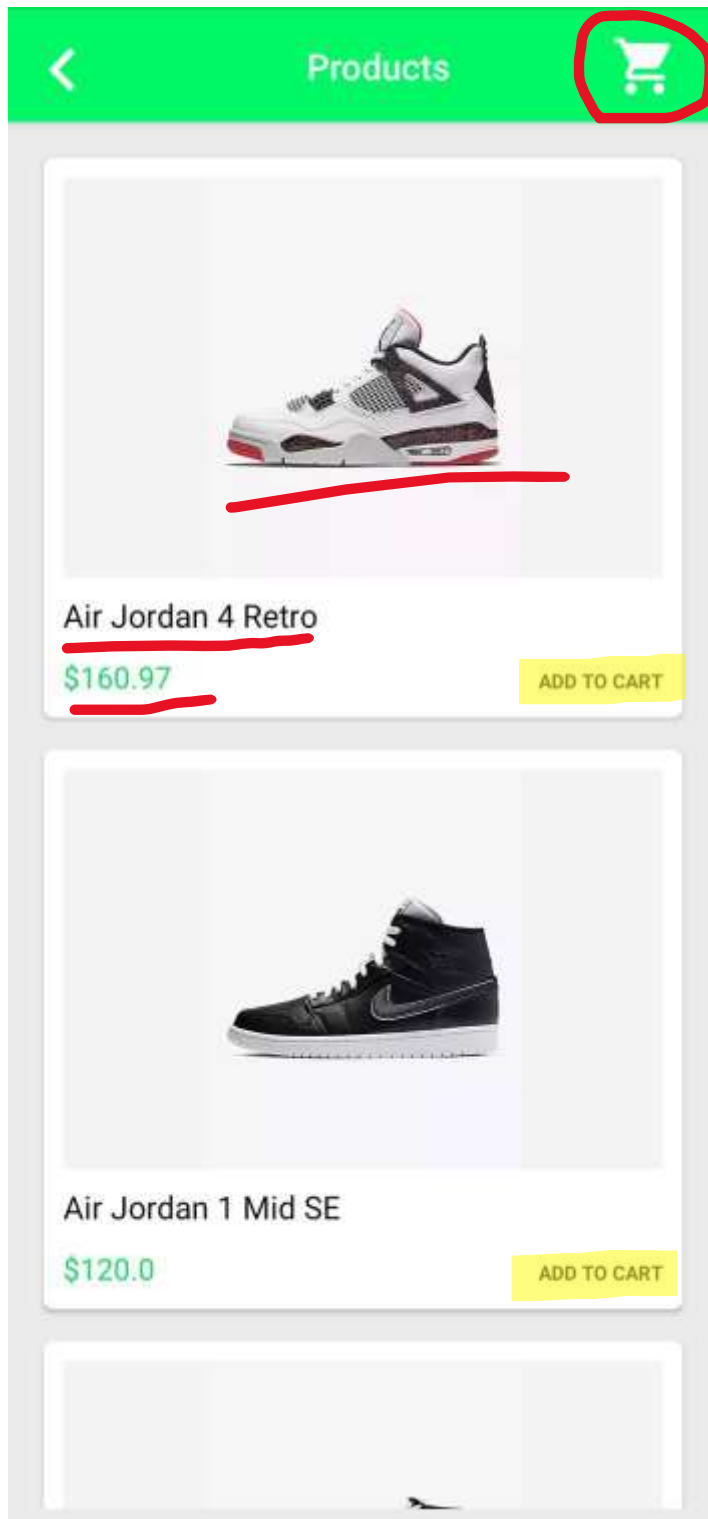 Products
Air Jordan 4 Retro
$160.97
ADD TO CART
Air Jordan 1 Mid SE
$120.0
ADD TO CART